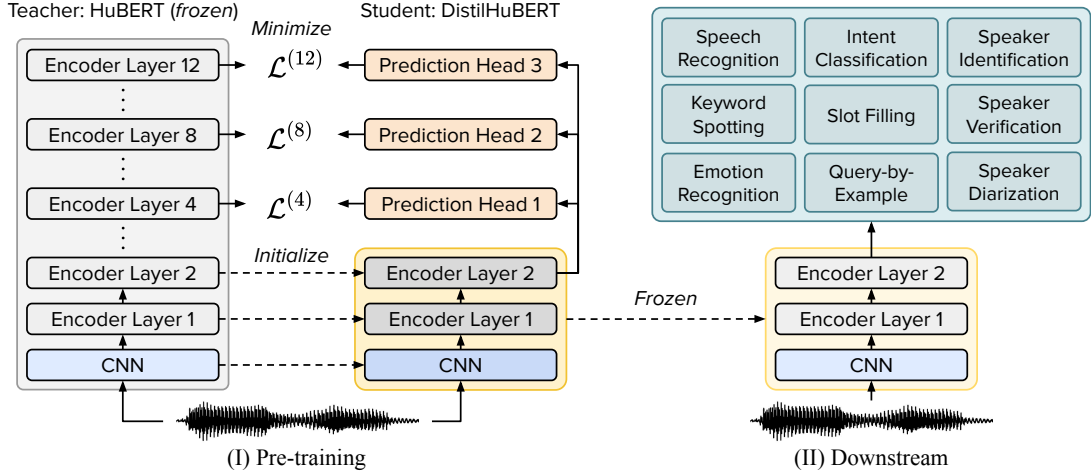 Teacher: HuBERT (frozen)
Minimize
Student: DistilHuBERT
Encoder Layer 12
ℒ(12)
Prediction Head 3
Encoder Layer 8
ℒ(8)
Prediction Head 2
Encoder Layer 4
ℒ(4)
Prediction Head 1
Encoder Layer 2
Initialize
Encoder Layer 2
Encoder Layer 1
Encoder Layer 1
CNN
CNN
(I) Pre-training
Speech
Recognition
Intent
Classification
Speaker
Identification
Keyword
Spotting
Slot Filling
Speaker
Verification
Emotion
Recognition
Query-by-
Example
Speaker
Diarization
Frozen
Encoder Layer 2
Encoder Layer 1
CNN
(II) Downstream